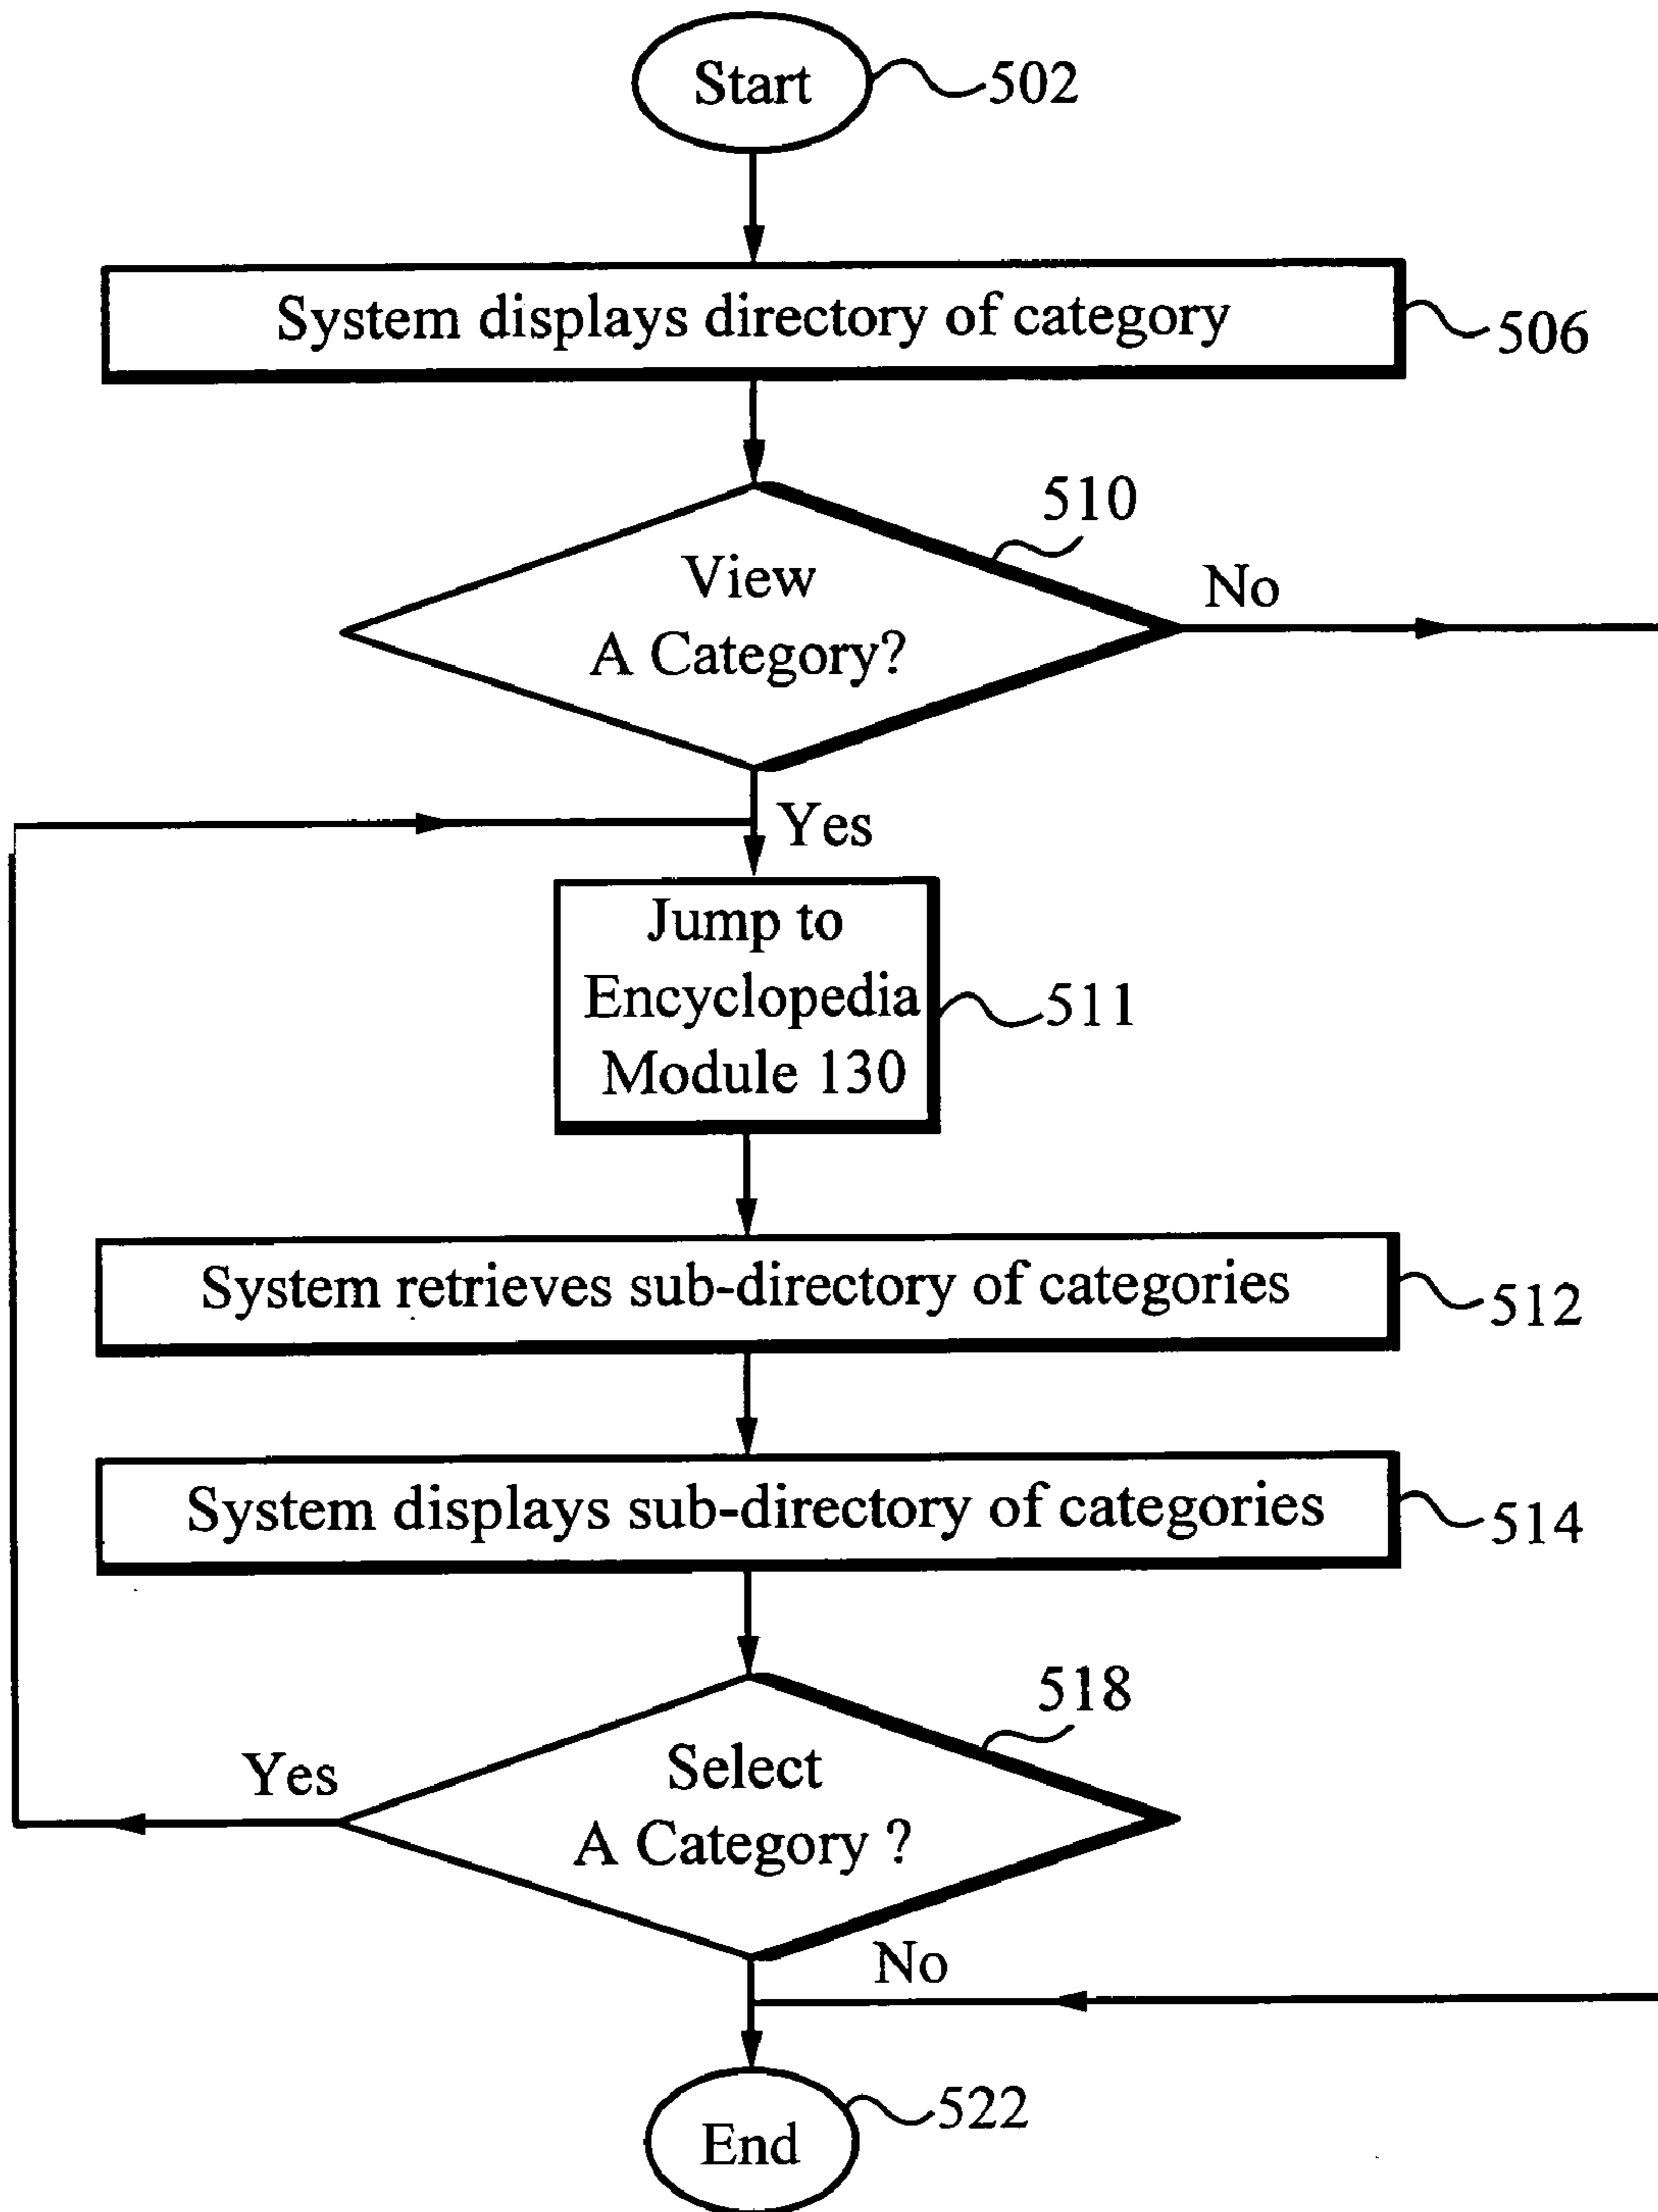 Start
502
System displays directory of category
506
510
View
A Category?
No
Yes
Jump to
Encyclopedia
Module 130
511
System retrieves sub-directory of categories
512
System displays sub-directory of categories
514
518
Select
A Category ?
Yes
No
End
522